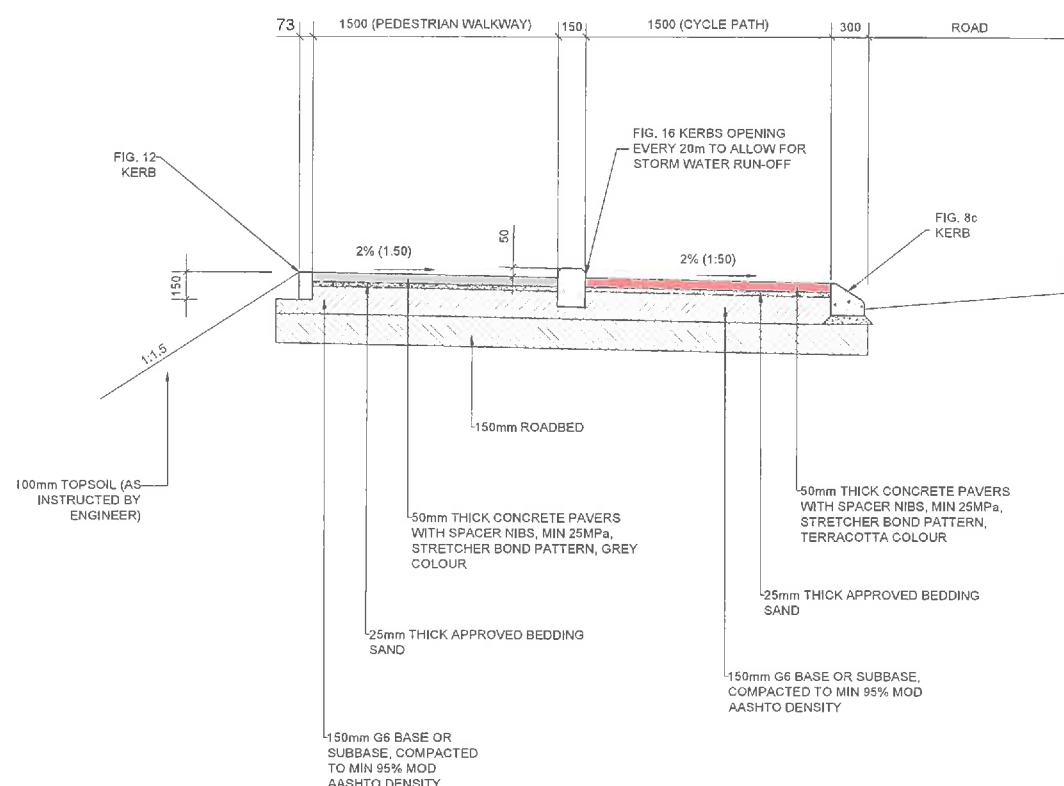 73
1500 (PEDESTRIAN WALKWAY)
150
1500 (CYCLE PATH)
300
ROAD
FIG. 12
KERB
FIG. 16 KERBS OPENING
EVERY 20m TO ALLOW FOR
STORM WATER RUN-OFF
FIG. 8c
KERB
50
2% (1:50)
2% (1:50)
150
1:1.5
150mm ROADBED
100mm TOPSOIL (AS
INSTRUCTED BY
ENGINEER)
50mm THICK CONCRETE PAVERS
WITH SPACER NIBS, MIN 25MPa,
STRETCHER BOND PATTERN, GREY
COLOUR
50mm THICK CONCRETE PAVERS
WITH SPACER NIBS, MIN 25MPa,
STRETCHER BOND PATTERN,
TERRACOTTA COLOUR
25mm THICK APPROVED BEDDING
SAND
25mm THICK APPROVED BEDDING
SAND
150mm G6 BASE OR SUBBASE,
COMPACTED TO MIN 95% MOD
AASHTO DENSITY
150mm G6 BASE OR
SUBBASE, COMPACTED
TO MIN 95% MOD
AASHTO DENSITY